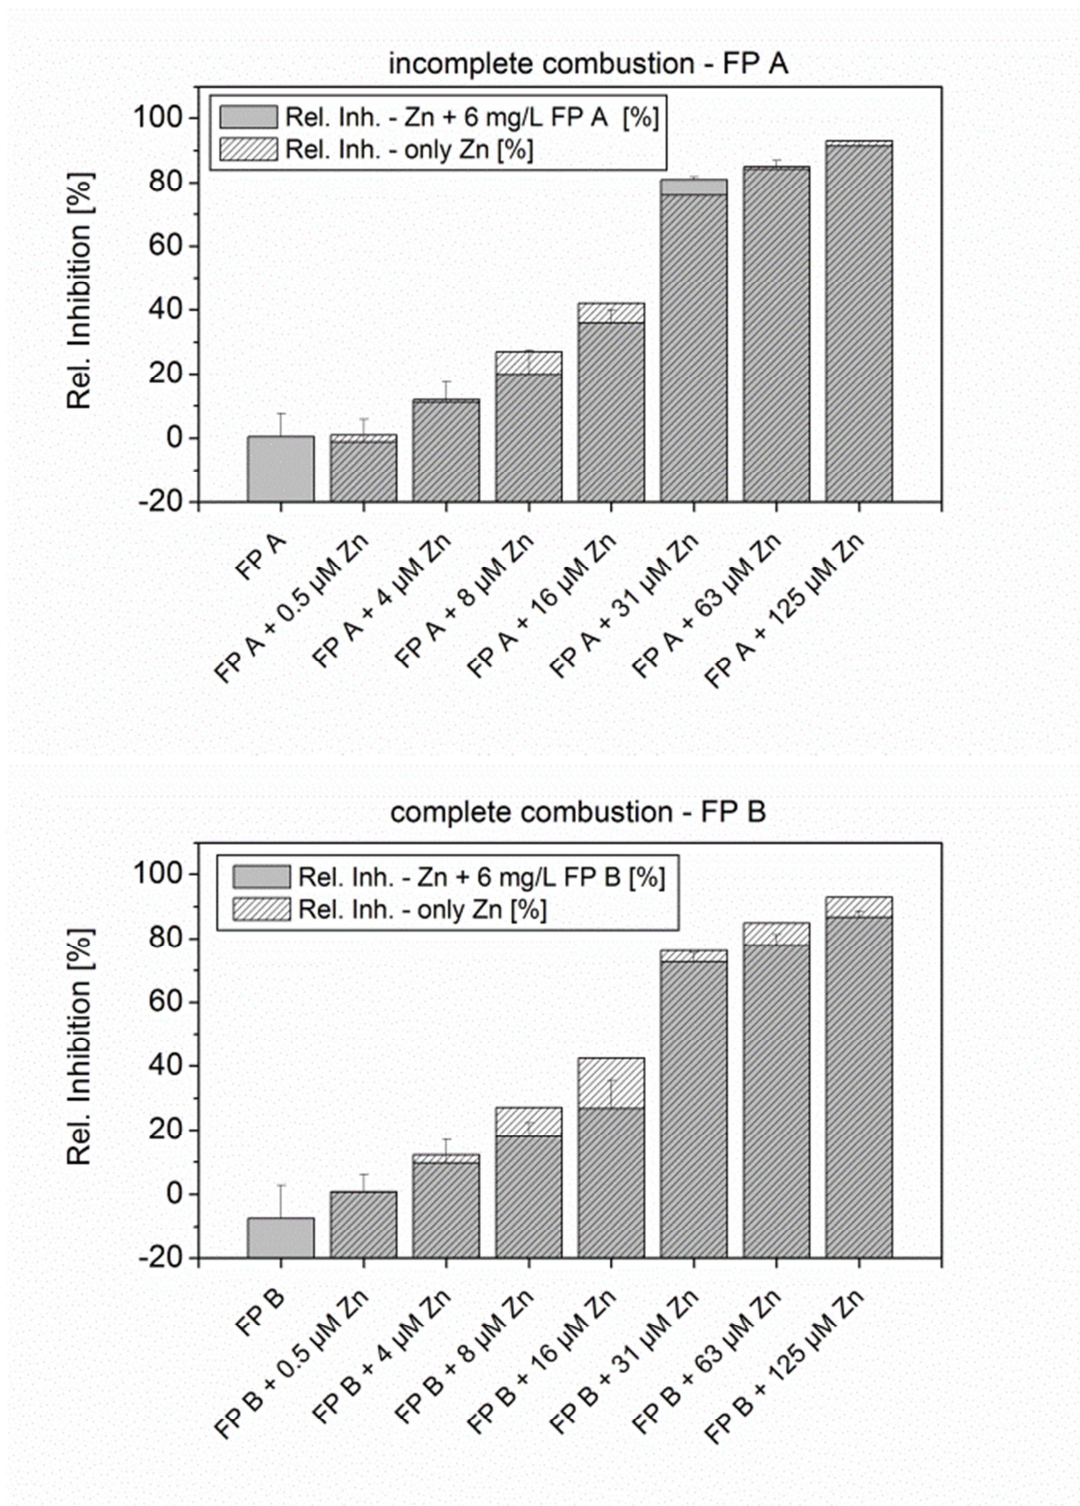 incomplete combustion - FP A
Rel. Inh. - Zn + 6 mg/L FP A [%]
Rel. Inh. - only Zn [%]
Rel. Inhibition [%]
100
80
60
40
20
0
-20
FP A
FP A + 0.5 µM Zn
FP A + 4 µM Zn
FP A + 8 µM Zn
FP A + 16 µM Zn
FP A + 31 µM Zn
FP A + 63 µM Zn
FP A + 125 µM Zn
complete combustion - FP B
Rel. Inh. - Zn + 6 mg/L FP B [%]
Rel. Inh. - only Zn [%]
Rel. Inhibition [%]
100
80
60
40
20
0
-20
FP B
FP B + 0.5 µM Zn
FP B + 4 µM Zn
FP B + 8 µM Zn
FP B + 16 µM Zn
FP B + 31 µM Zn
FP B + 63 µM Zn
FP B + 125 µM Zn